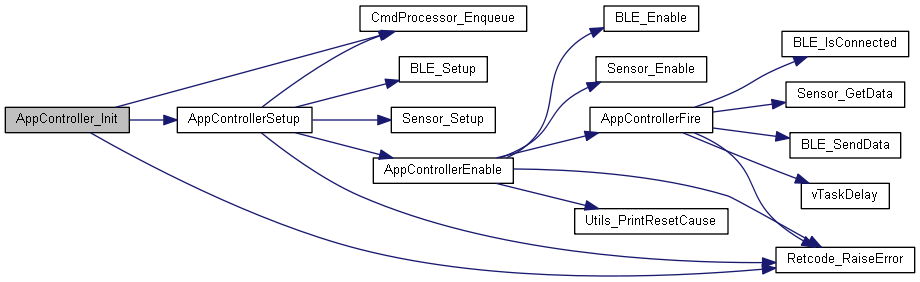 AppController_Init
CmdProcessor_Enqueue
AppControllerSetup
BLE_Setup
Sensor_Setup
AppControllerEnable
BLE_Enable
Sensor_Enable
AppControllerFire
Utils_PrintResetCause
BLE_IsConnected
Sensor_GetData
BLE_SendData
vTaskDelay
Retcode_RaiseError